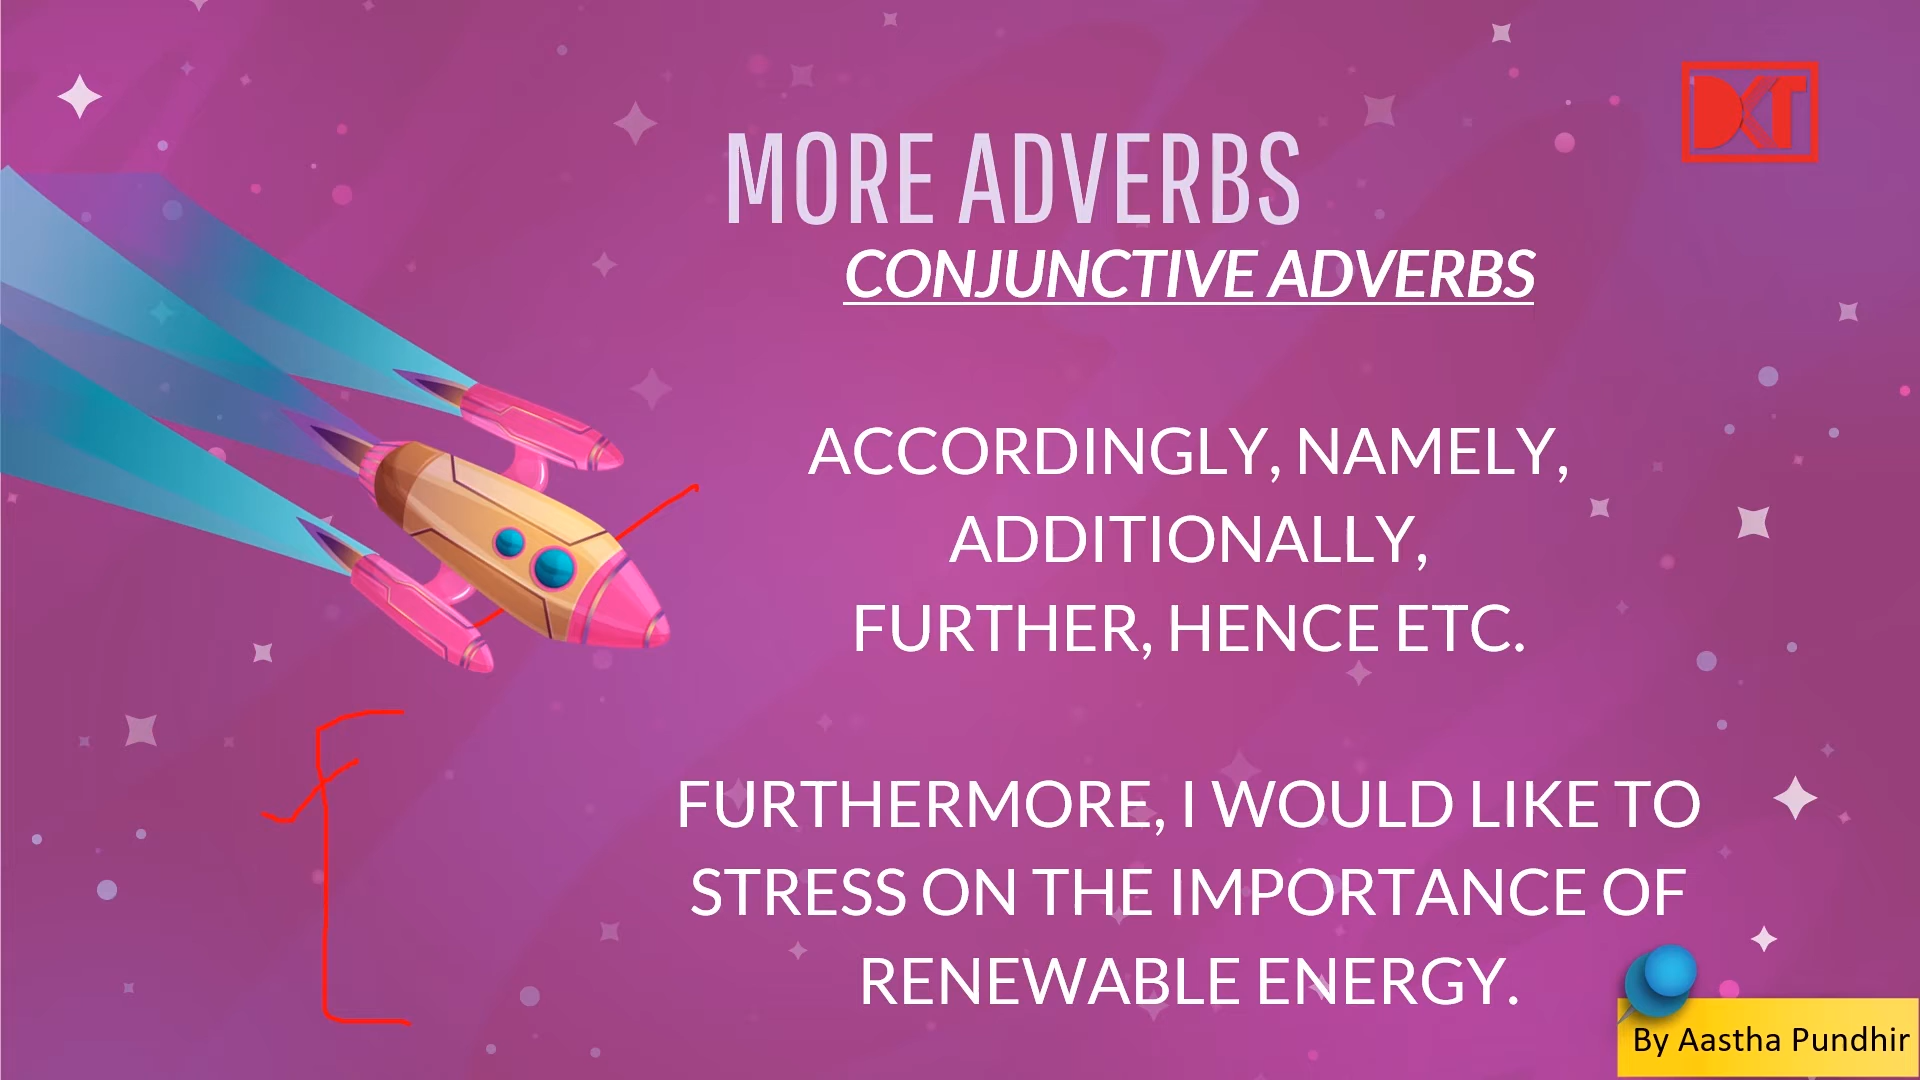 DKT
MORE ADVERBS
CONJUNCTIVE ADVERBS
ACCORDINGLY, NAMELY,
ADDITIONALLY,
FURTHER, HENCE ETC.
FURTHERMORE, I WOULD LIKE TO
STRESS ON THE IMPORTANCE OF
RENEWABLE ENERGY.
By Aastha Pundhir